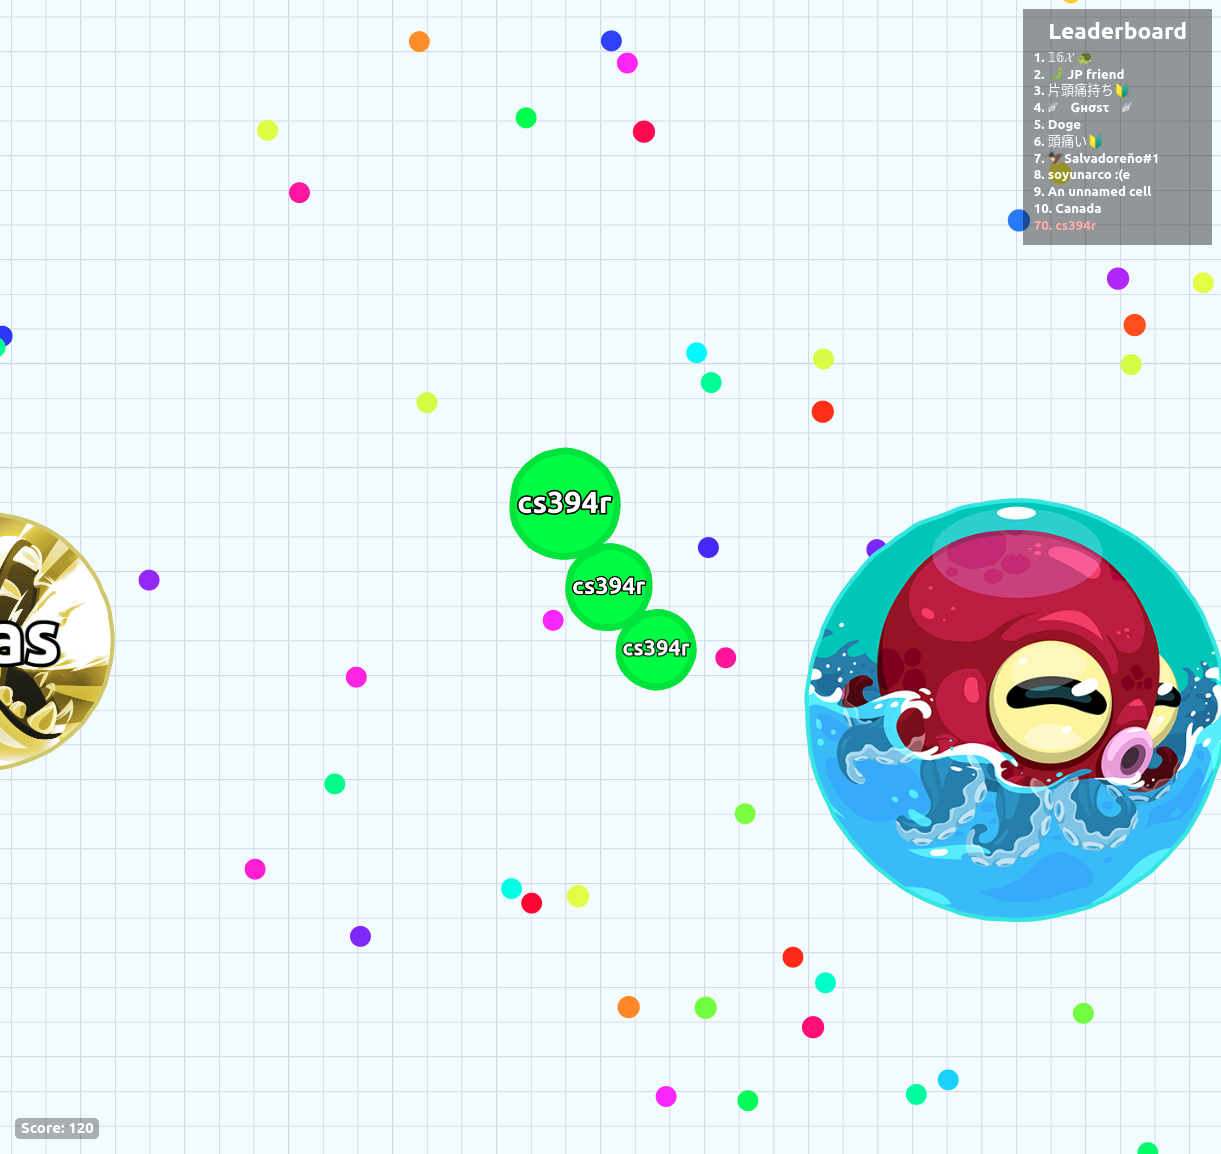 Leaderboard
1. 𝟙𝟞𝓧 🐢
2. JP friend
3. 片頭痛持ち🔰
4. Gнσsτ
5. Doge
6. 頭痛い🔰
7. 🦅Salvadoreño#1
8. soyunarco :(e
9. An unnamed cell
10. Canada
70. cs394r
cs394r
cs394r
cs394r
as
Score: 120